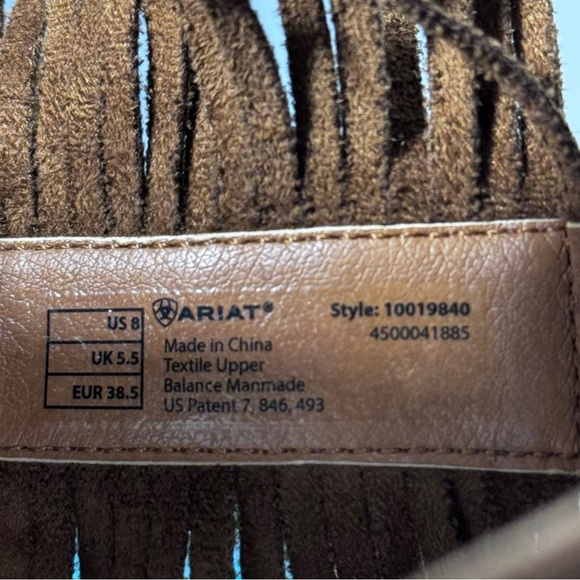 US 8
UK 5.5
EUR 38.5
ARIAT®
Made in China
Textile Upper
Balance Manmade
US Patent 7, 846, 493
Style: 10019840
4500041885